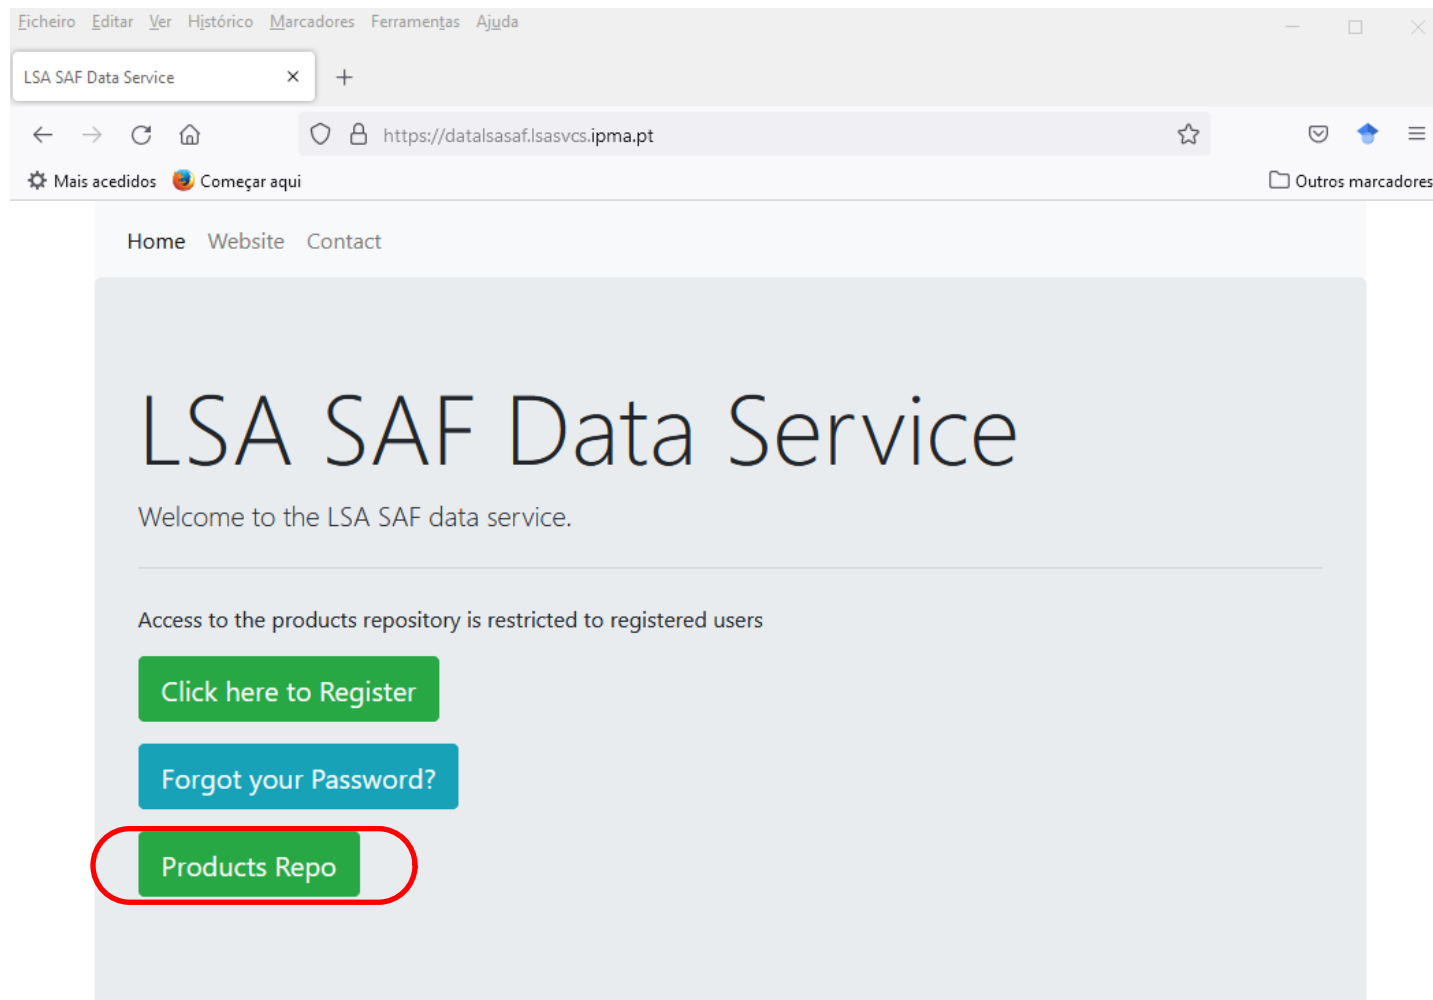 Ficheiro Editar Ver Histórico Marcadores Ferramentas Ajuda
LSA SAF Data Service
https://datalsasaf.lsasvcs.ipma.pt
Mais acedidos Começar aqui Outros marcadores
Home Website Contact
LSA SAF Data Service
Welcome to the LSA SAF data service.
Access to the products repository is restricted to registered users
Click here to Register
Forgot your Password?
Products Repo